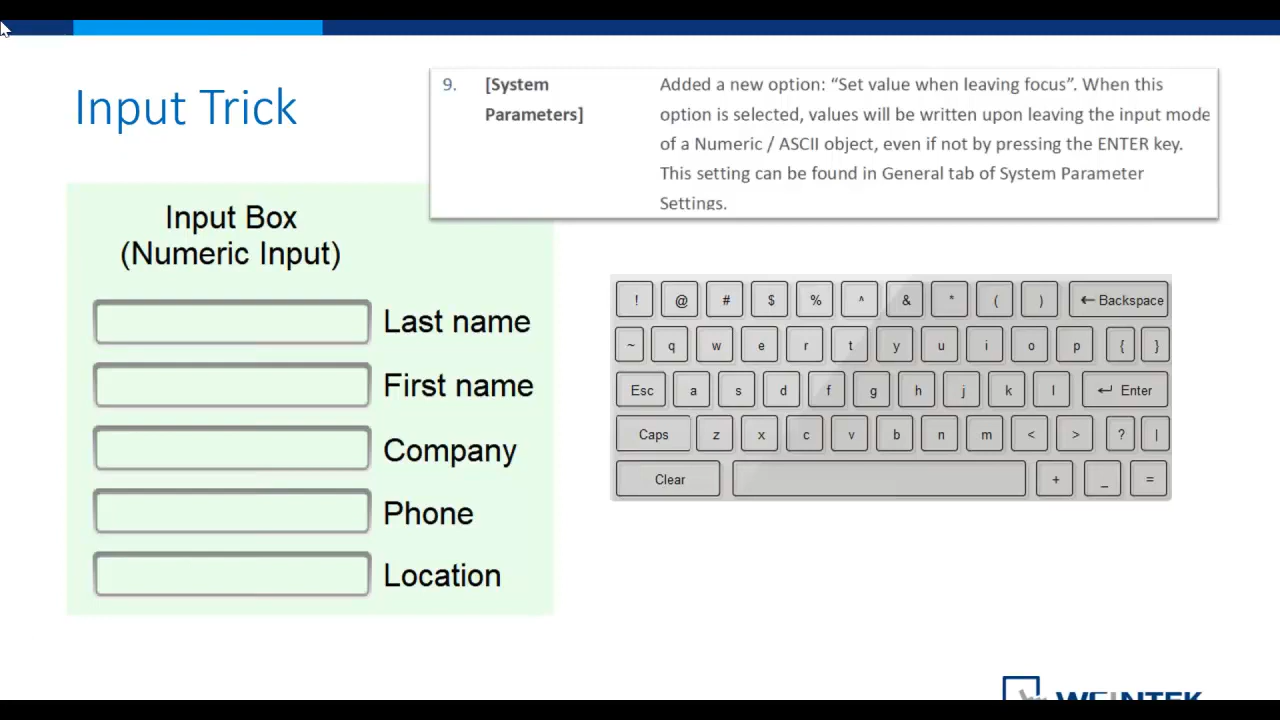 Input Trick
9. [System Parameters]
Added a new option: “Set value when leaving focus”. When this
option is selected, values will be written upon leaving the input mode
of a Numeric / ASCII object, even if not by pressing the ENTER key.
This setting can be found in General tab of System Parameter
Settings.
Input Box
(Numeric Input)
Last name
First name
Company
Phone
Location
! @ # $ % ^ & * ( ) ← Backspace
~ q w e r t y u i o p { }
Esc a s d f g h j k l ↵ Enter
Caps z x c v b n m < > ? |
Clear + _ =
WEINTEK